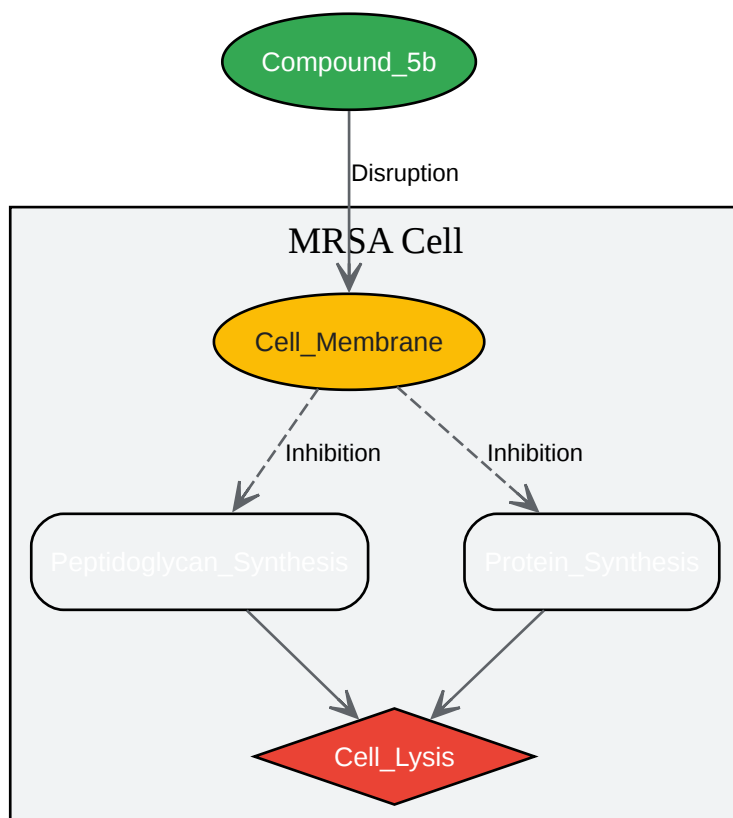 Compound_5b
Disruption
MRSA Cell
Cell_Membrane
Inhibition
Inhibition
Peptidoglycan_Synthesis
Protein_Synthesis
Cell_Lysis